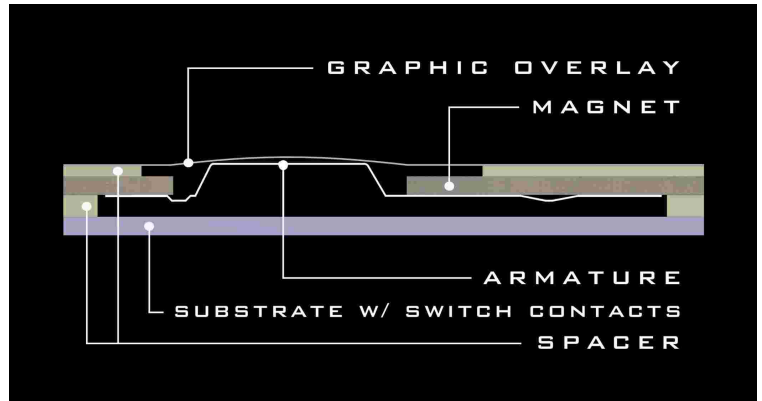 GRAPHIC OVERLAY
MAGNET
ARMATURE
SUBSTRATE W/ SWITCH CONTACTS
SPACER